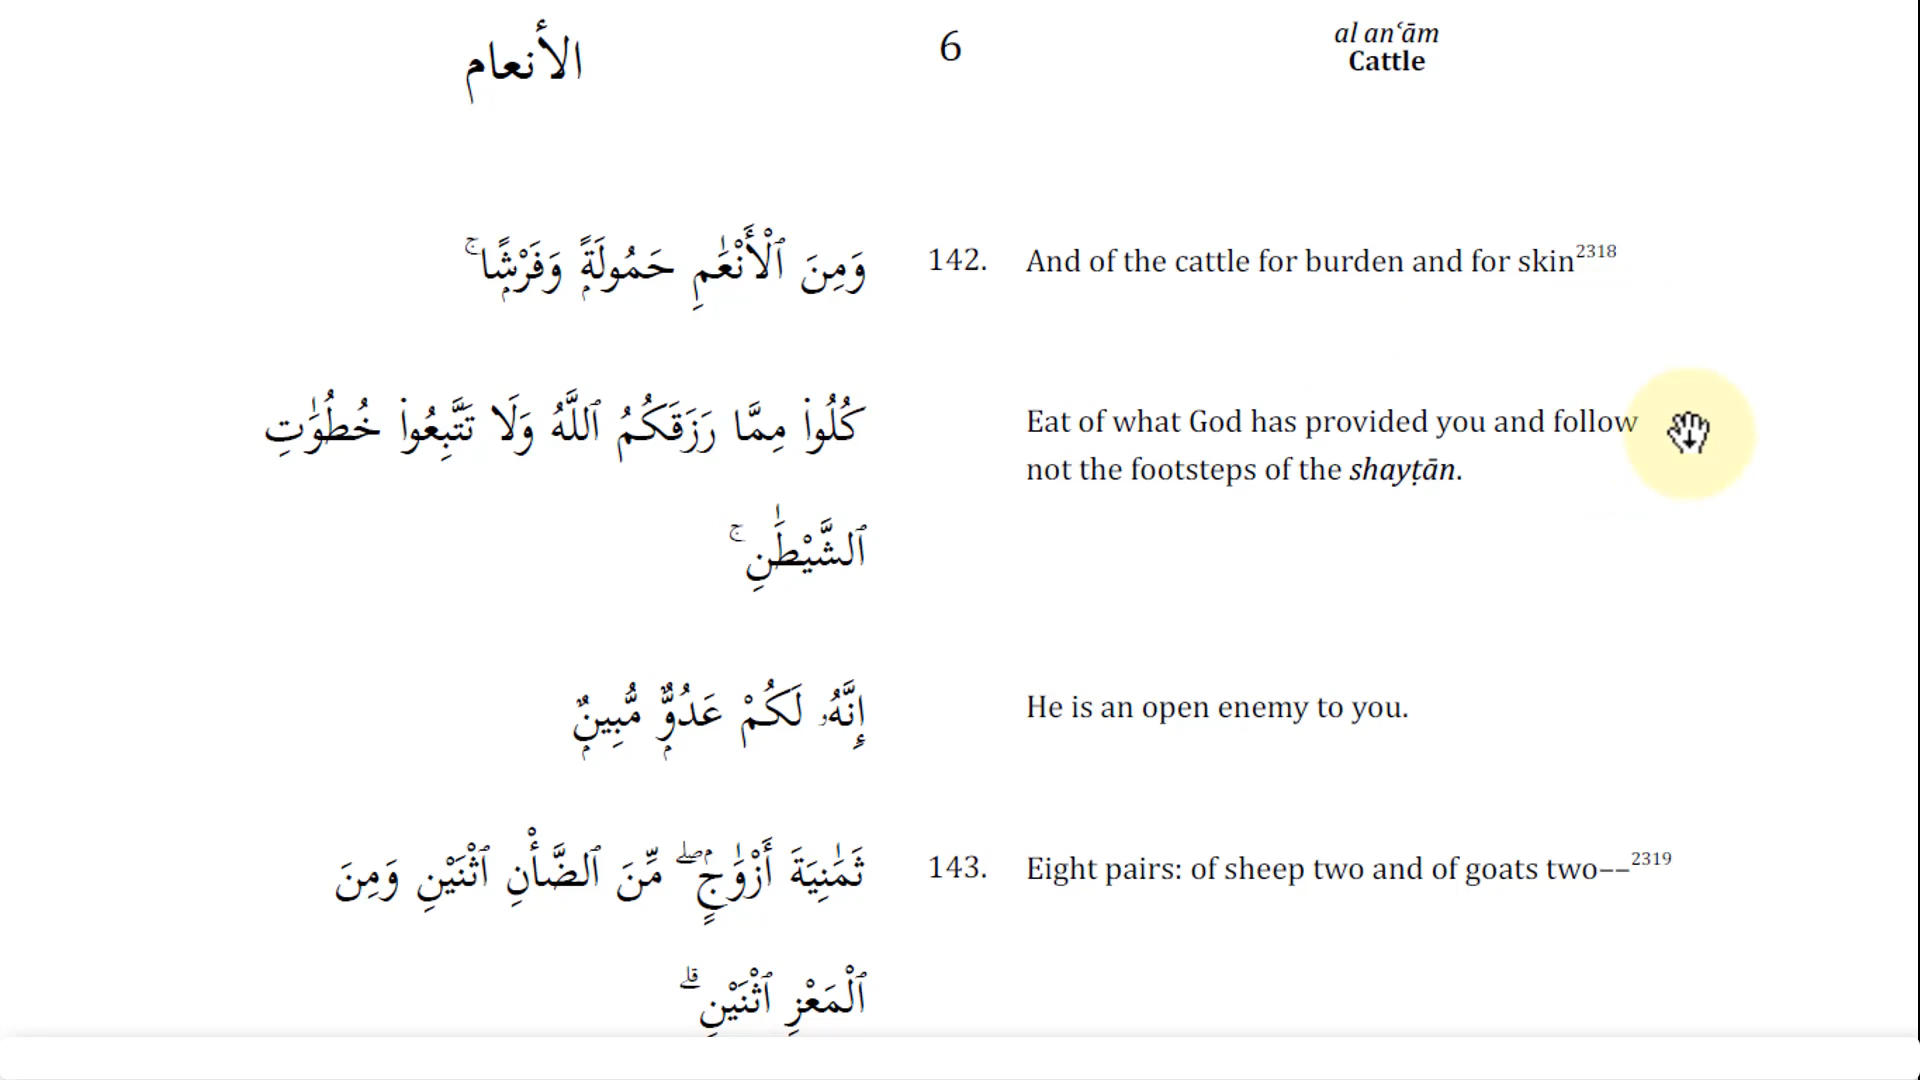 الأنعام
6
al anʿām
Cattle
وَمِنَ ٱلْأَنْعَٰمِ حَمُولَةًۭ وَفَرْشًۭا ۚ
142. And of the cattle for burden and for skin2318
كُلُوا۟ مِمَّا رَزَقَكُمُ ٱللَّهُ وَلَا تَتَّبِعُوا۟ خُطُوَٰتِ
ٱلشَّيْطَٰنِ ۚ
Eat of what God has provided you and follow
not the footsteps of the shayṭān.
إِنَّهُۥ لَكُمْ عَدُوٌّۭ مُّبِينٌۭ
He is an open enemy to you.
ثَمَٰنِيَةَ أَزْوَٰجٍۢ ۖ مِّنَ ٱلضَّأْنِ ٱثْنَيْنِ وَمِنَ
ٱلْمَعْزِ ٱثْنَيْنِ ۗ
143. Eight pairs: of sheep two and of goats two––2319